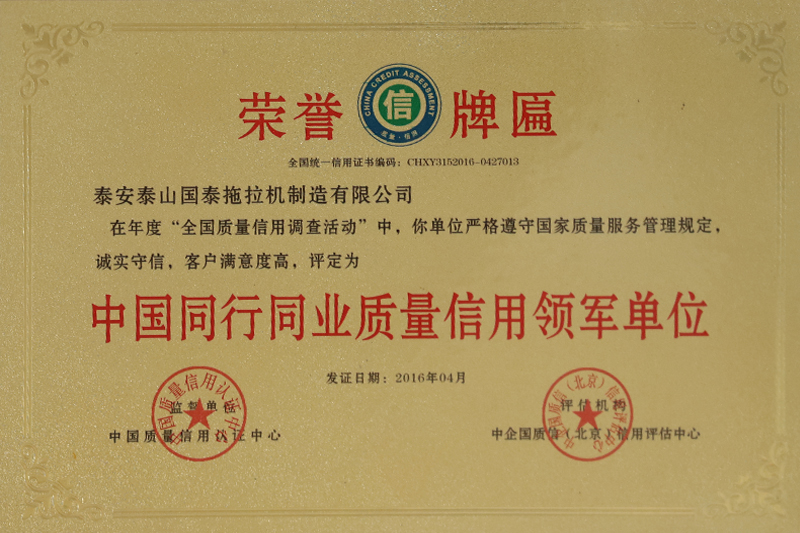 荣誉 信 牌匾
CHINA CREDIT ASSESSMENT
全国统一信用证书编码：CHXY3152016-0427013
泰安泰山国泰拖拉机制造有限公司
在年度“全国质量信用调查活动”中，你单位严格遵守国家质量服务管理规定，
诚实守信，客户满意度高，评定为
中国同行同业质量信用领军单位
发证日期：2016年04月
监督单位 评估机构
中国质量信用认证中心 中企国质信（北京）信用评估中心